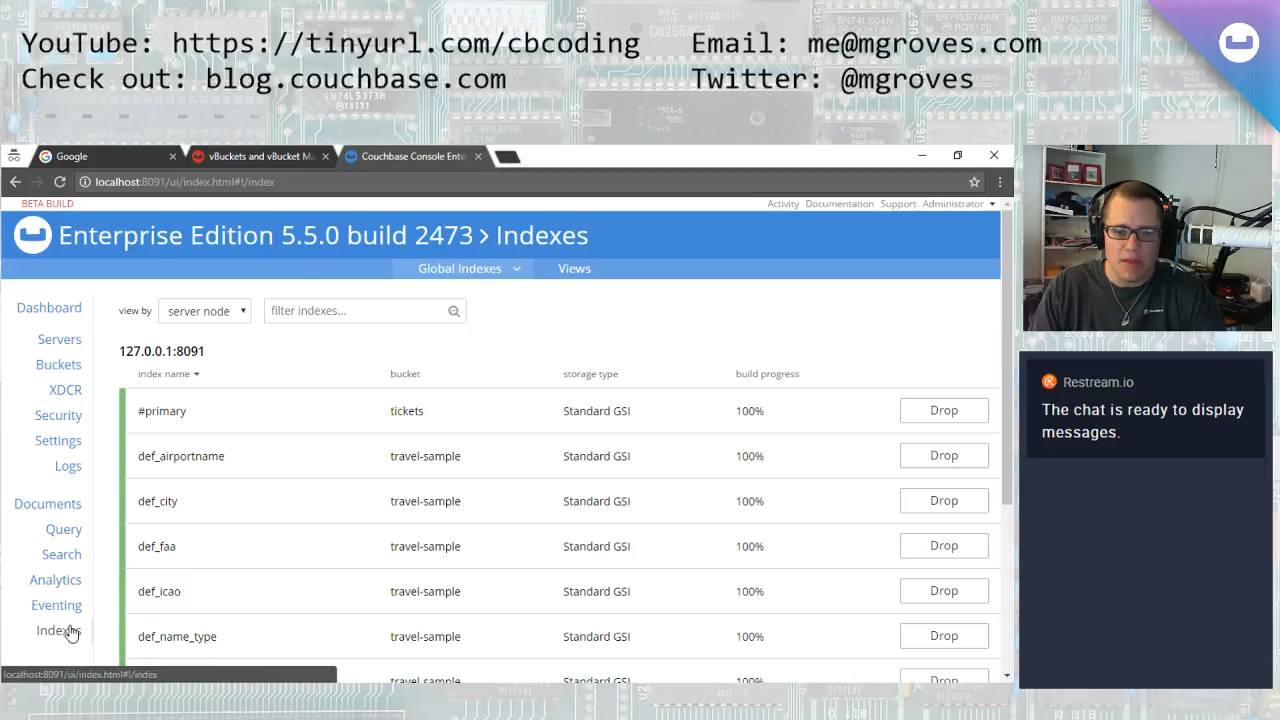 YouTube: https://tinyurl.com/cbcoding Email: me@mgroves.com
Check out: blog.couchbase.com Twitter: @mgroves
Google
vBuckets and vBucket Ma
Couchbase Console Ente
localhost:8091/ui/index.html#!/index
BETA BUILD
Activity Documentation Support Administrator
Enterprise Edition 5.5.0 build 2473 > Indexes
Global Indexes Views
Dashboard
Servers
Buckets
XDCR
Security
Settings
Logs
Documents
Query
Search
Analytics
Eventing
Indexes
view by server node filter indexes...
127.0.0.1:8091
index name bucket storage type build progress
#primary tickets Standard GSI 100% Drop
def_airportname travel-sample Standard GSI 100% Drop
def_city travel-sample Standard GSI 100% Drop
def_faa travel-sample Standard GSI 100% Drop
def_icao travel-sample Standard GSI 100% Drop
def_name_type travel-sample Standard GSI 100% Drop
travel-sample Standard GSI 100% Drop
localhost:8091/ui/index.html#!/index
Restream.io
The chat is ready to display
messages.